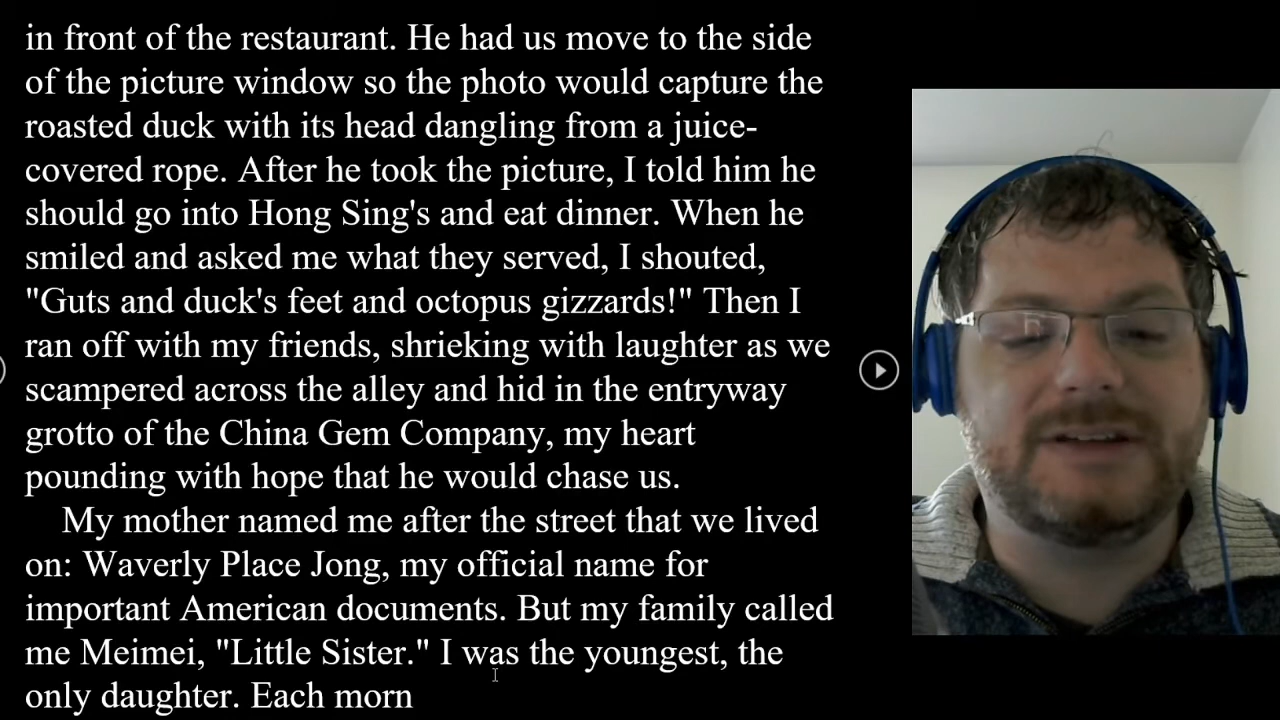 in front of the restaurant. He had us move to the side
of the picture window so the photo would capture the
roasted duck with its head dangling from a juice-
covered rope. After he took the picture, I told him he
should go into Hong Sing's and eat dinner. When he
smiled and asked me what they served, I shouted,
"Guts and duck's feet and octopus gizzards!" Then I
ran off with my friends, shrieking with laughter as we
scampered across the alley and hid in the entryway
grotto of the China Gem Company, my heart
pounding with hope that he would chase us.
My mother named me after the street that we lived
on: Waverly Place Jong, my official name for
important American documents. But my family called
me Meimei, "Little Sister." I was the youngest, the
only daughter. Each morn